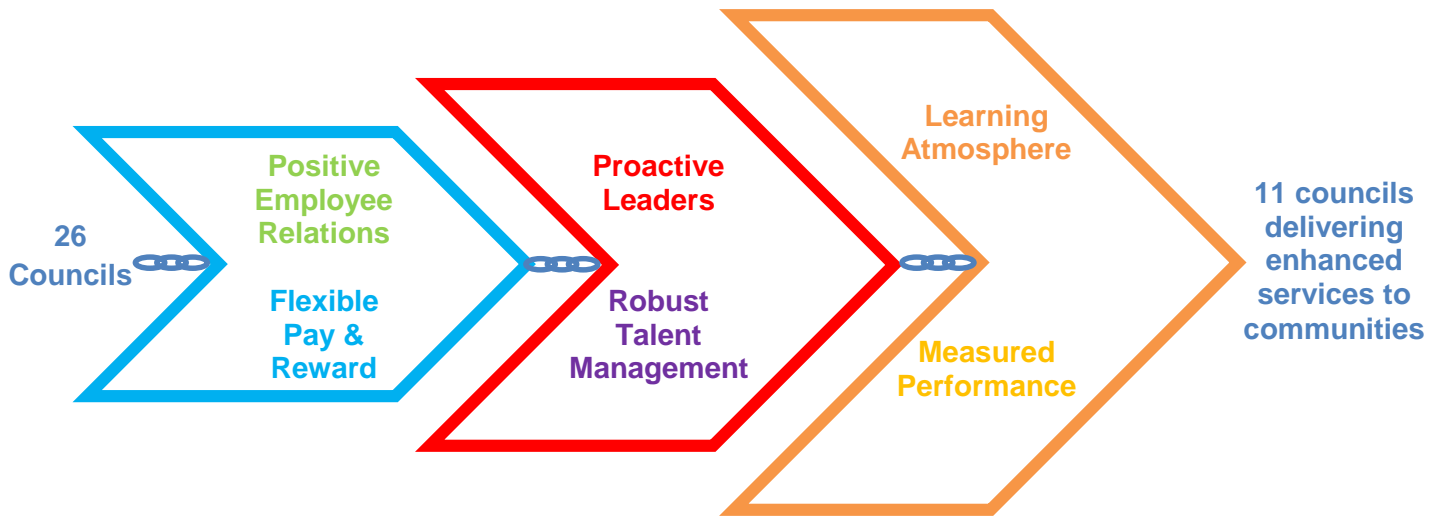 26
Councils
Positive
Employee
Relations
Flexible
Pay &
Reward
Proactive
Leaders
Robust
Talent
Management
Learning
Atmosphere
Measured
Performance
11 councils
delivering
enhanced
services to
communities